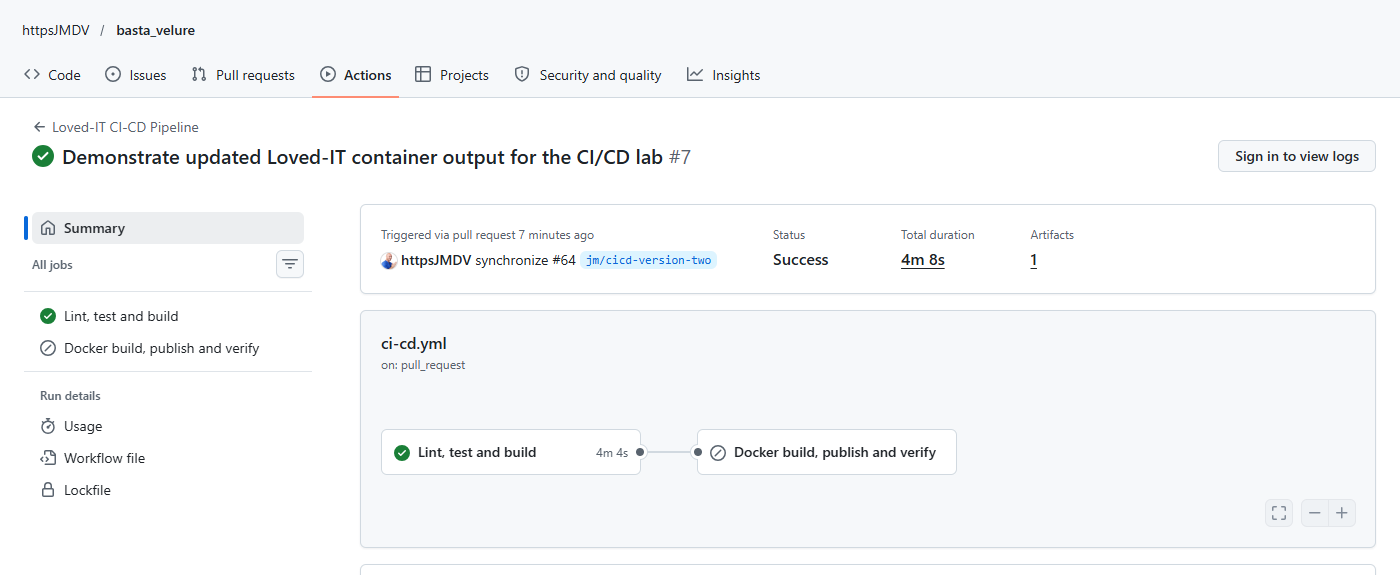 httpsJMDV / basta_velure
Code Issues Pull requests Actions Projects Security and quality Insights
← Loved-IT CI-CD Pipeline
Demonstrate updated Loved-IT container output for the CI/CD lab #7
Sign in to view logs
Summary
All jobs
Lint, test and build
Docker build, publish and verify
Run details
Usage
Workflow file
Lockfile
Triggered via pull request 7 minutes ago
httpsJMDV synchronize #64 jm/cicd-version-two
Status
Success
Total duration
4m 8s
Artifacts
1
ci-cd.yml
on: pull_request
Lint, test and build 4m 4s
Docker build, publish and verify